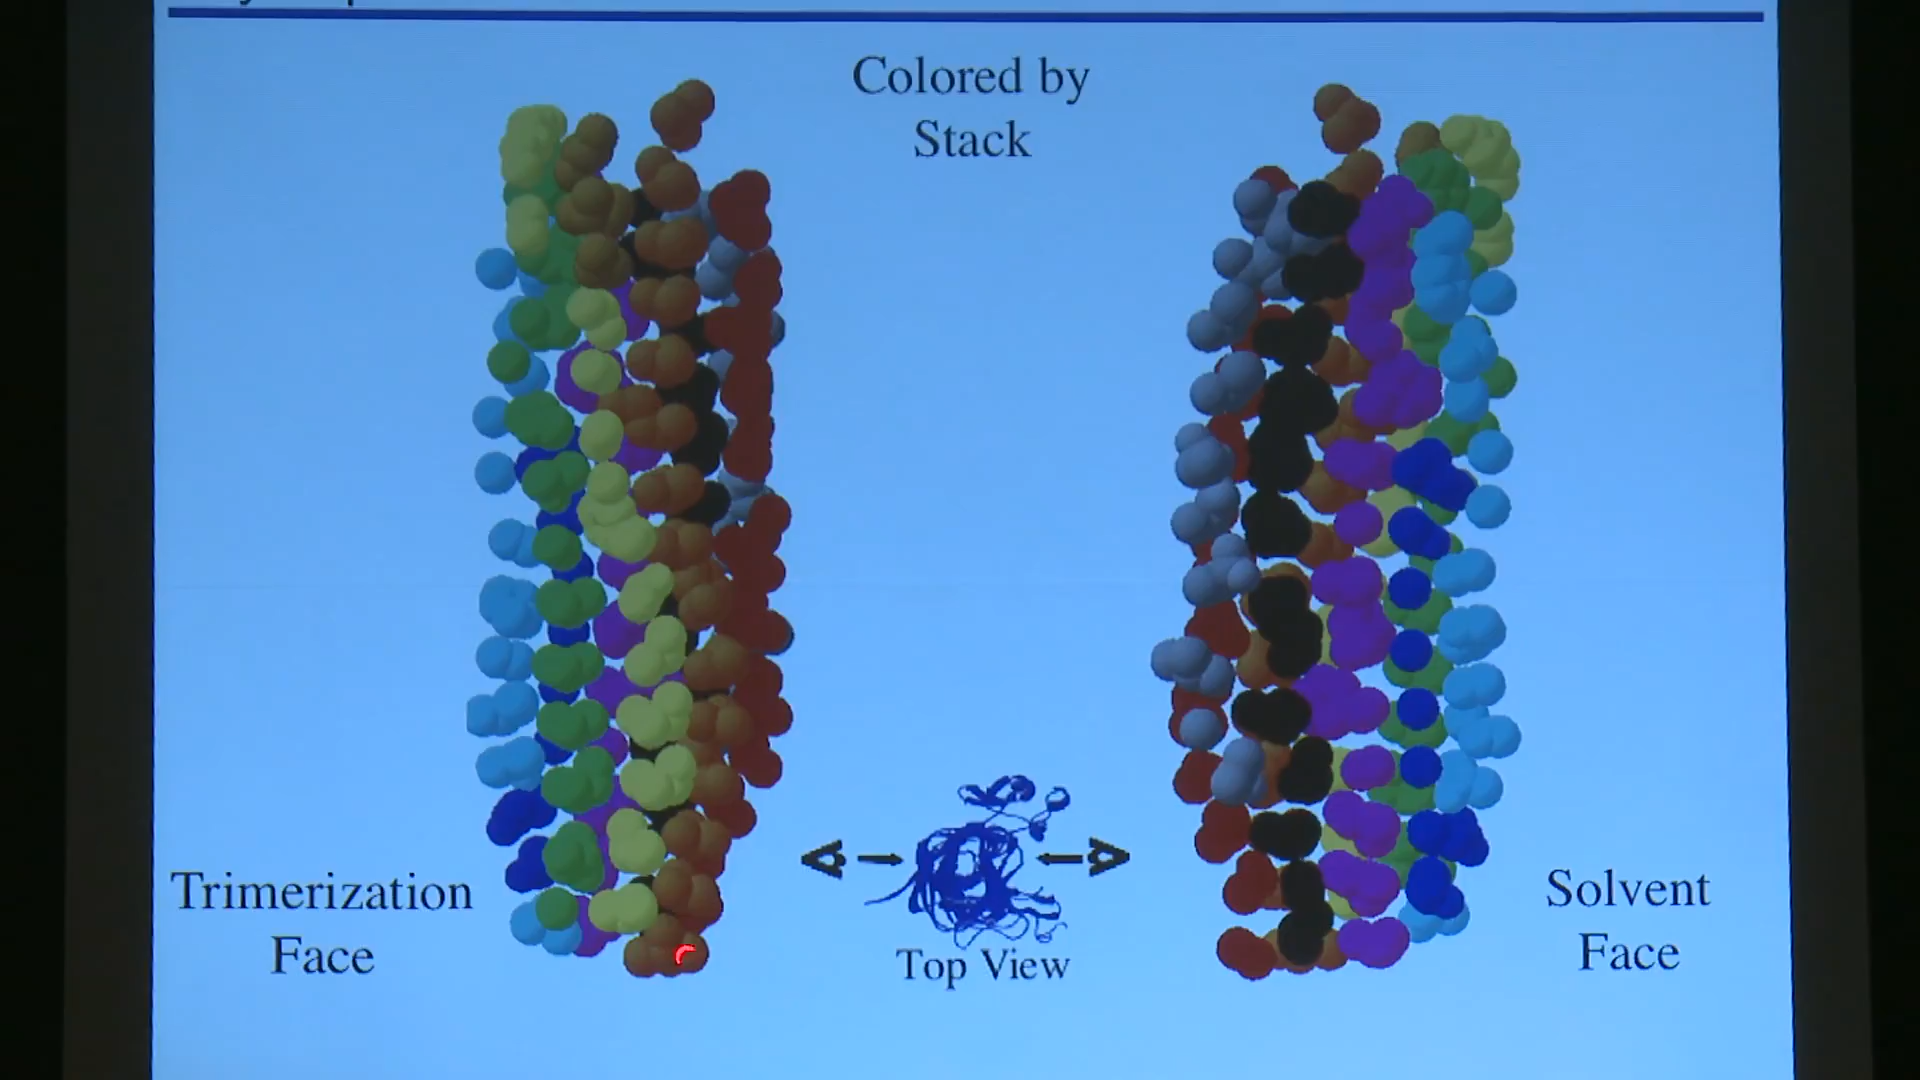 Colored by
Stack
Trimerization
Face
Top View
Solvent
Face